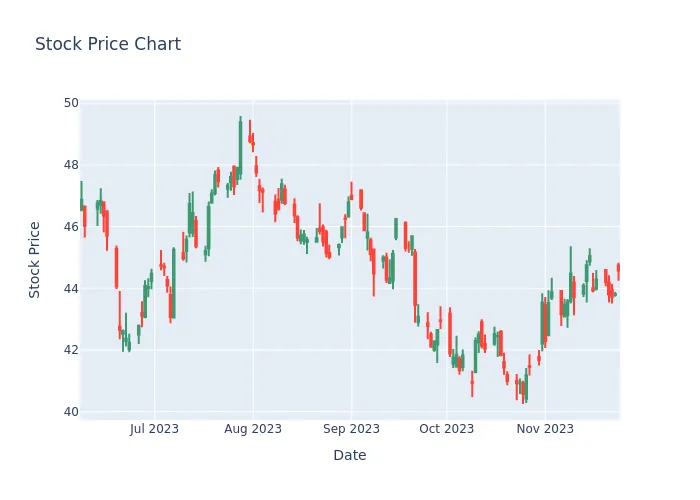 Stock Price Chart
50
48
46
44
42
40
Stock Price
Jul 2023
Aug 2023
Sep 2023
Oct 2023
Nov 2023
Date